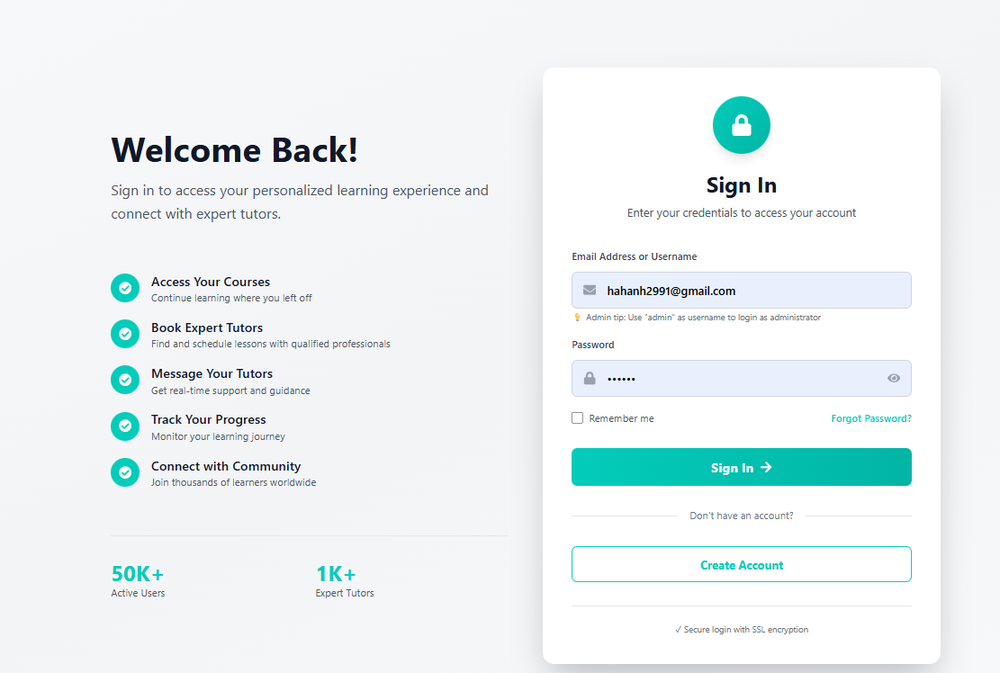 Welcome Back!
Sign in to access your personalized learning experience and
connect with expert tutors.
Access Your Courses
Continue learning where you left off
Book Expert Tutors
Find and schedule lessons with qualified professionals
Message Your Tutors
Get real-time support and guidance
Track Your Progress
Monitor your learning journey
Connect with Community
Join thousands of learners worldwide
50K+
Active Users
1K+
Expert Tutors
Sign In
Enter your credentials to access your account
Email Address or Username
hahanh2991@gmail.com
💡 Admin tip: Use "admin" as username to login as administrator
Password
••••••
Remember me
Forgot Password?
Sign In →
Don't have an account?
Create Account
✓ Secure login with SSL encryption